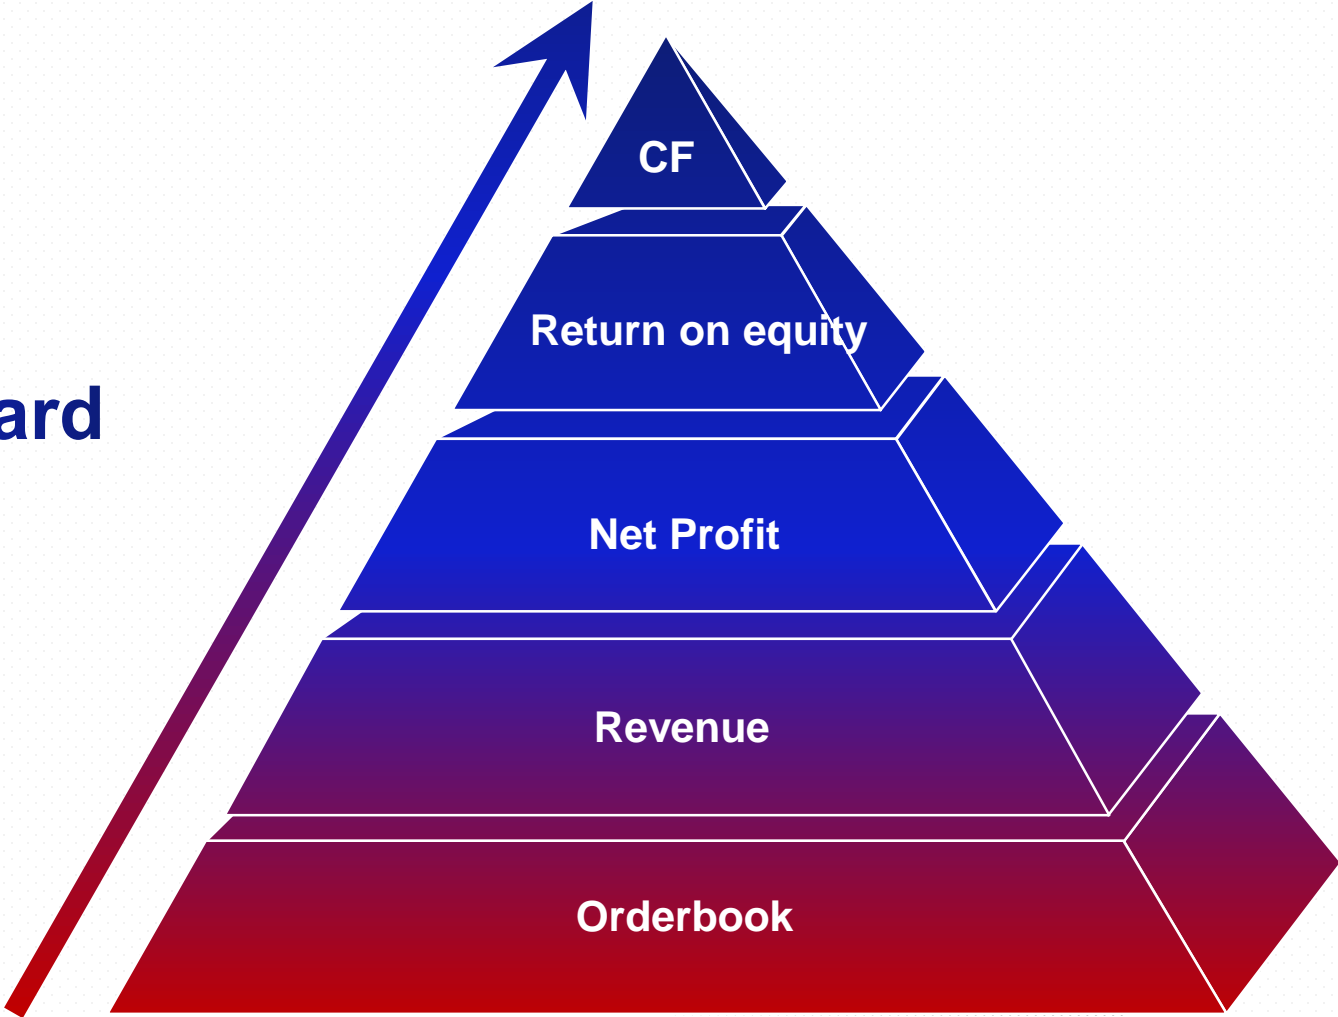 CF
Return on equity
ard
Net Profit
Revenue
Orderbook